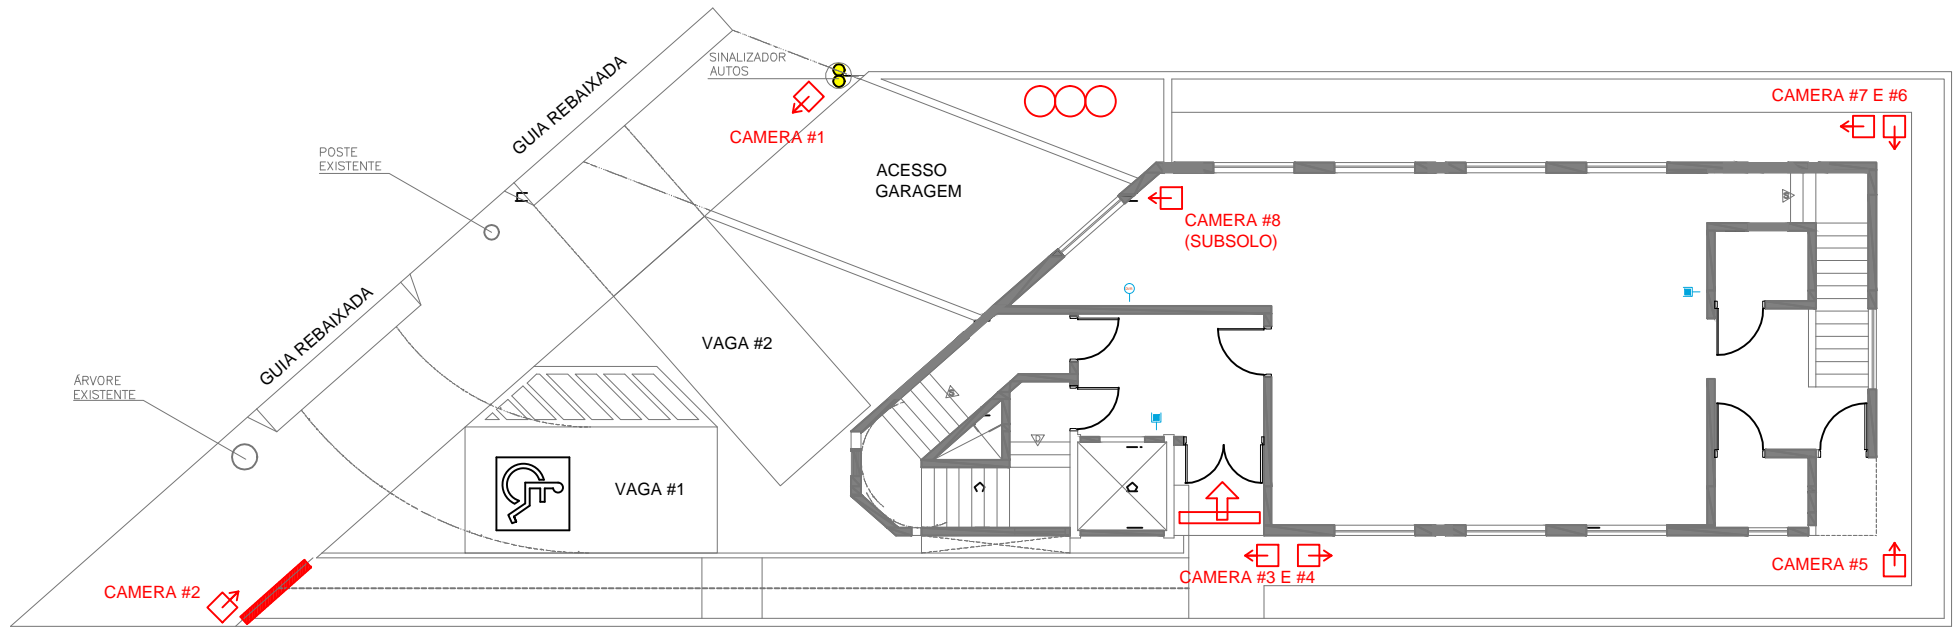 SINALIZADOR
AUTOS
GUIA REBAIXADA
CAMERA #1
CAMERA #7 E #6
POSTE
EXISTENTE
ACESSO
GARAGEM
CAMERA #8
(SUBSOLO)
GUIA REBAIXADA
VAGA #2
ÁRVORE
EXISTENTE
VAGA #1
CAMERA #2
CAMERA #3 E #4
CAMERA #5